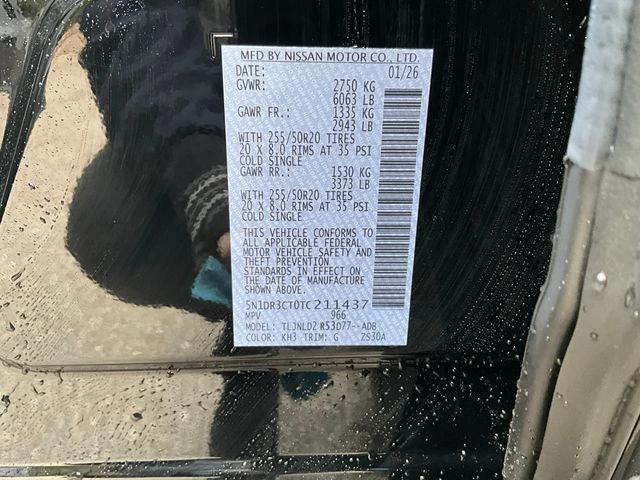 MFD BY NISSAN MOTOR CO., LTD.
DATE: 01/26
GVWR: 2750 KG
6063 LB
GAWR FR.: 1335 KG
2943 LB
WITH 255/50R20 TIRES
20 X 8.0 RIMS AT 35 PSI
COLD SINGLE
GAWR RR.: 1530 KG
3373 LB
WITH 255/50R20 TIRES
20 X 8.0 RIMS AT 35 PSI
COLD SINGLE
THIS VEHICLE CONFORMS TO
ALL APPLICABLE FEDERAL
MOTOR VEHICLE SAFETY AND
THEFT PREVENTION
STANDARDS IN EFFECT ON
THE DATE OF MANUFACTURE
SHOWN ABOVE.
5N1DR3CT0TC211437
MPV 966
MODEL: TLJNLD2 R53D77--ADB
COLOR: KH3 TRIM: G ZS30A